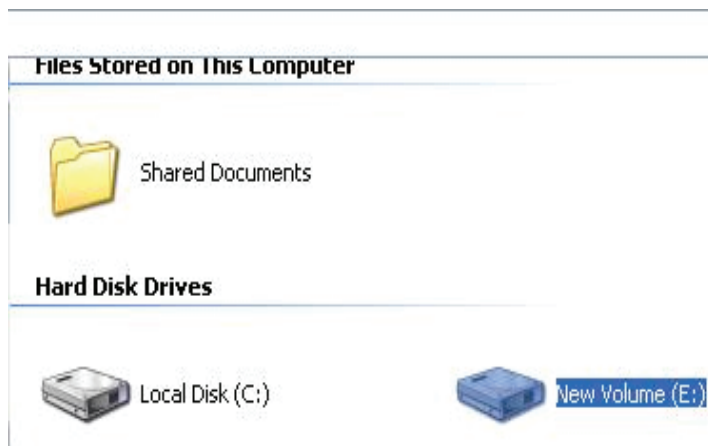 Files Stored on This Computer
Shared Documents
Hard Disk Drives
Local Disk (C:)
New Volume (E:)